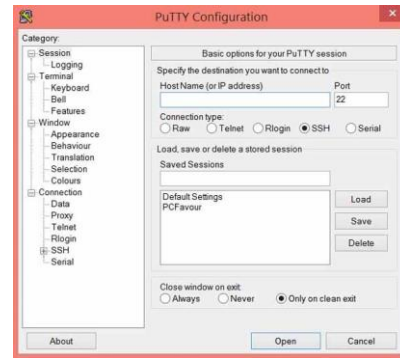 PuTTY Configuration
Category:
Session
Logging
Terminal
Keyboard
Bell
Features
Window
Appearance
Behaviour
Translation
Selection
Colours
Connection
Data
Proxy
Telnet
Rlogin
SSH
Serial
Basic options for your PuTTY session
Specify the destination you want to connect to
Host Name (or IP address) Port
22
Connection type:
Raw Telnet Rlogin SSH Serial
Load, save or delete a stored session
Saved Sessions
Default Settings
PCFavour
Load
Save
Delete
Close window on exit:
Always Never Only on clean exit
About Open Cancel